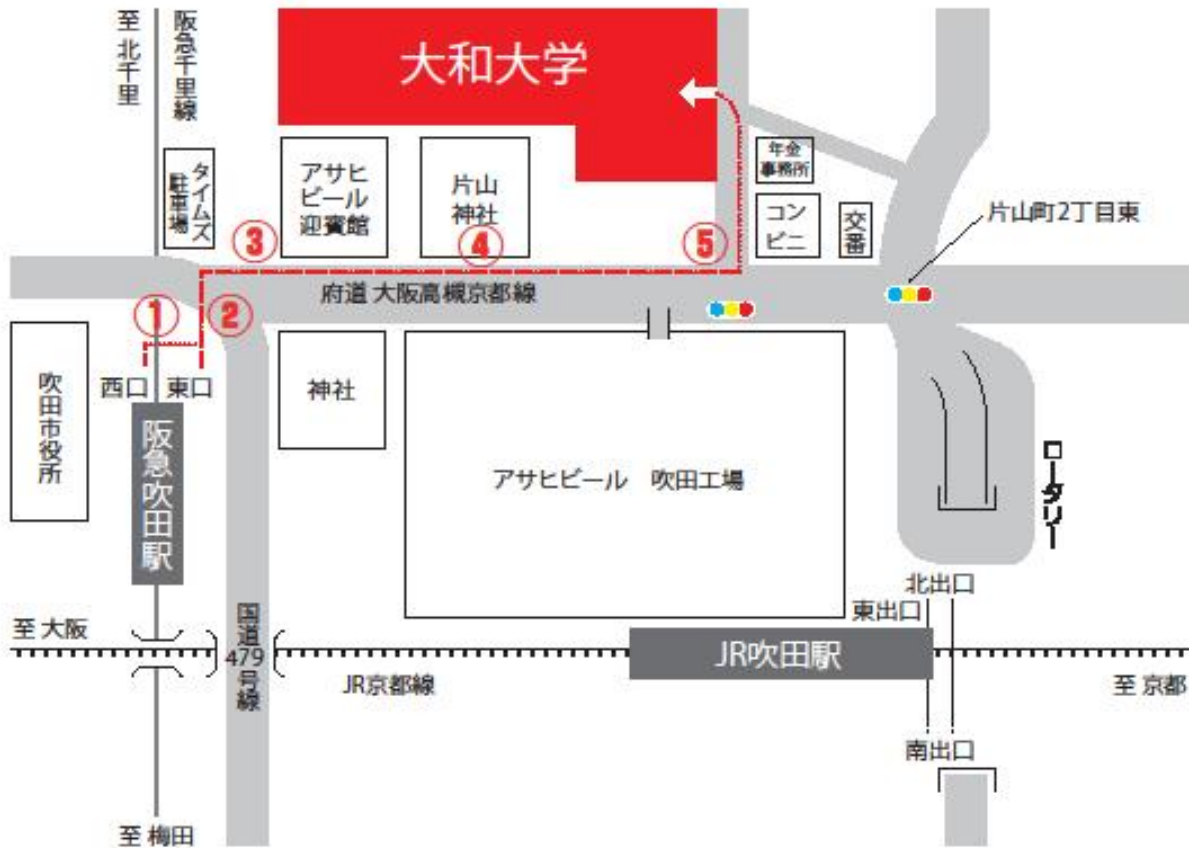 至 北千里
阪急千里線
大和大学
タイムズ
駐車場
アサヒ
ビール
迎賓館
片山
神社
年金
事務所
コン
ビニ
交番
片山町2丁目東
③
④
⑤
府道 大阪高槻京都線
①
②
吹田市役所
西口
東口
神社
阪急吹田駅
アサヒビール 吹田工場
ロータリー
北出口
東出口
至 大阪
国道
479
号線
JR吹田駅
JR京都線
至 京都
南出口
至 梅田